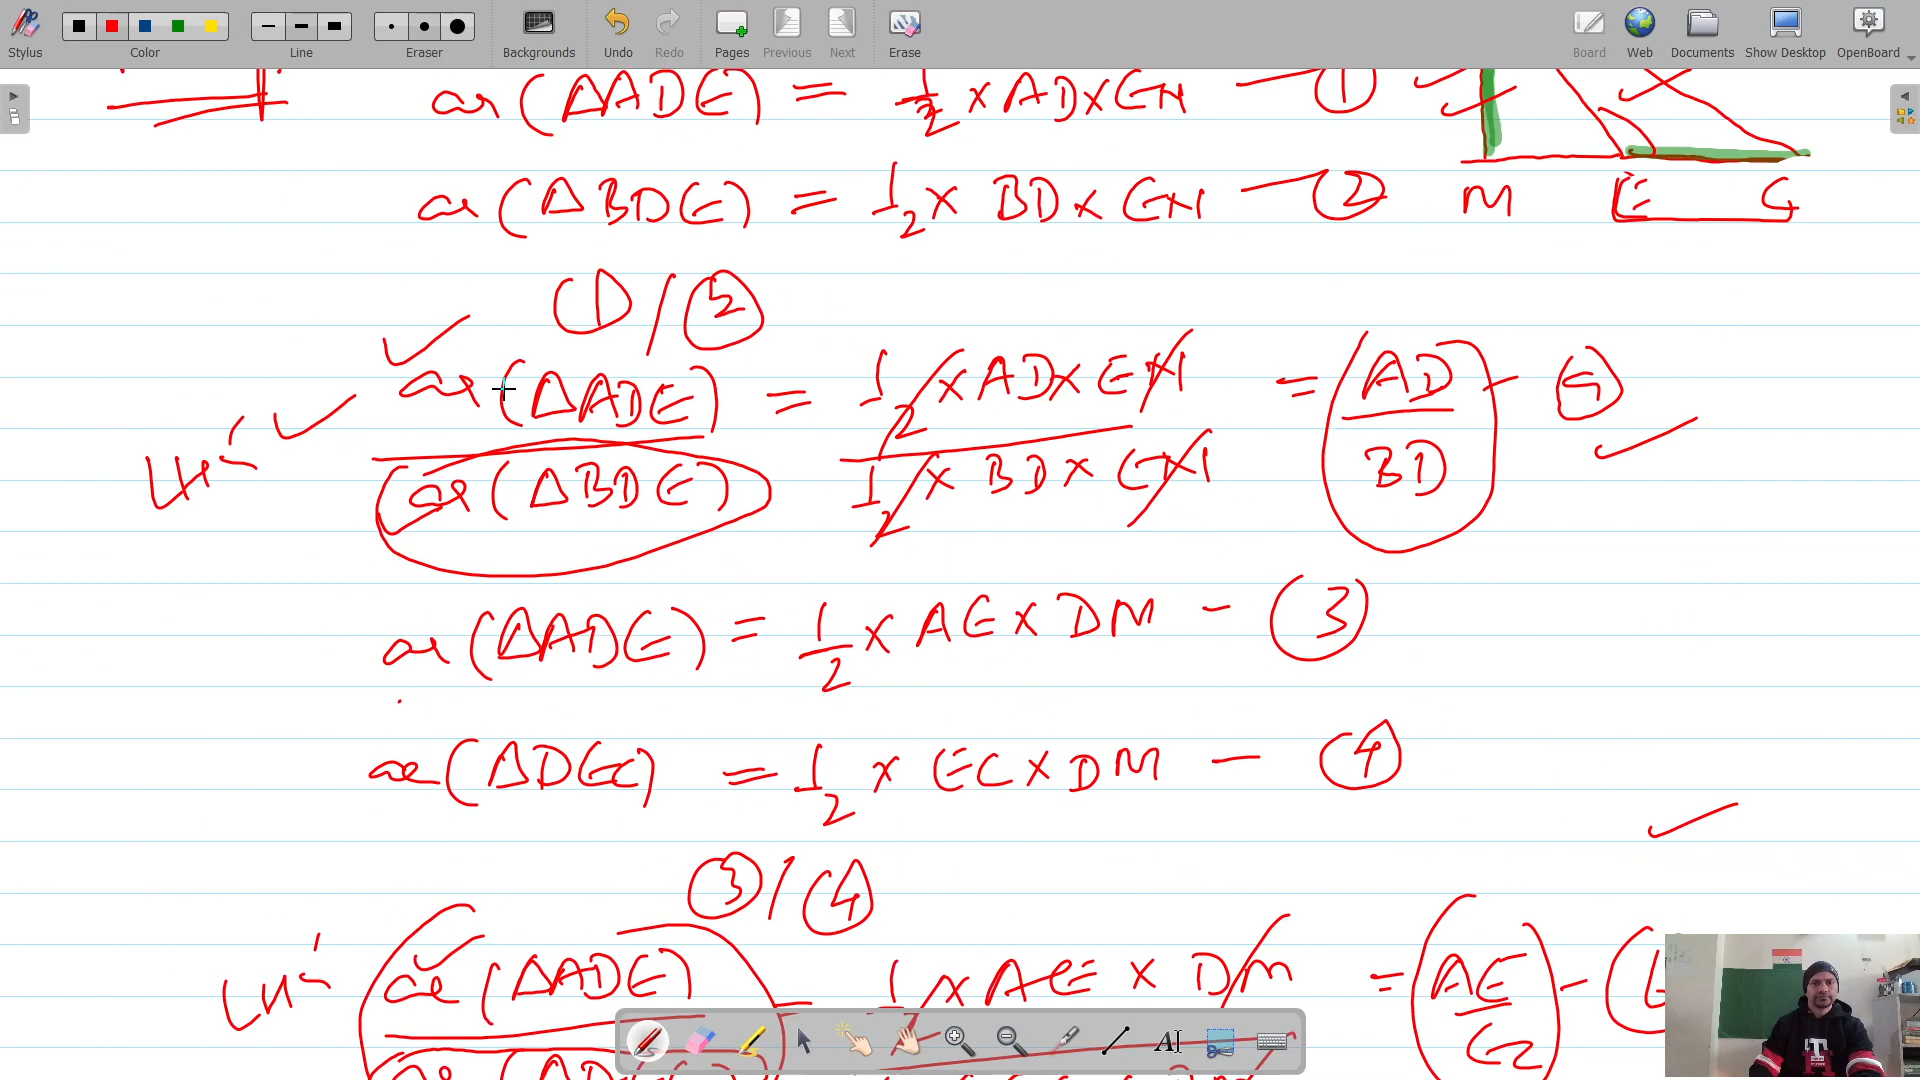 Stylus Color Line Eraser Backgrounds Undo Redo Pages Previous Next Erase Board Web Documents Show Desktop OpenBoard
ar (ΔADE) = 1/2 × AD × EN — ①
ar (ΔBDE) = 1/2 × BD × EN — ②
M E C
① / ②
ar (ΔADE) = 1/2 × AD × EN = AD — ⑤
LHS
ar (ΔBDE) 1/2 × BD × EN BD
ar (ΔADE) = 1/2 × AE × DM — ③
ar (ΔDEC) = 1/2 × EC × DM — ④
③ / ④
LHS
ar (ΔADE) = 1/2 × AE × DM = AE —
AI